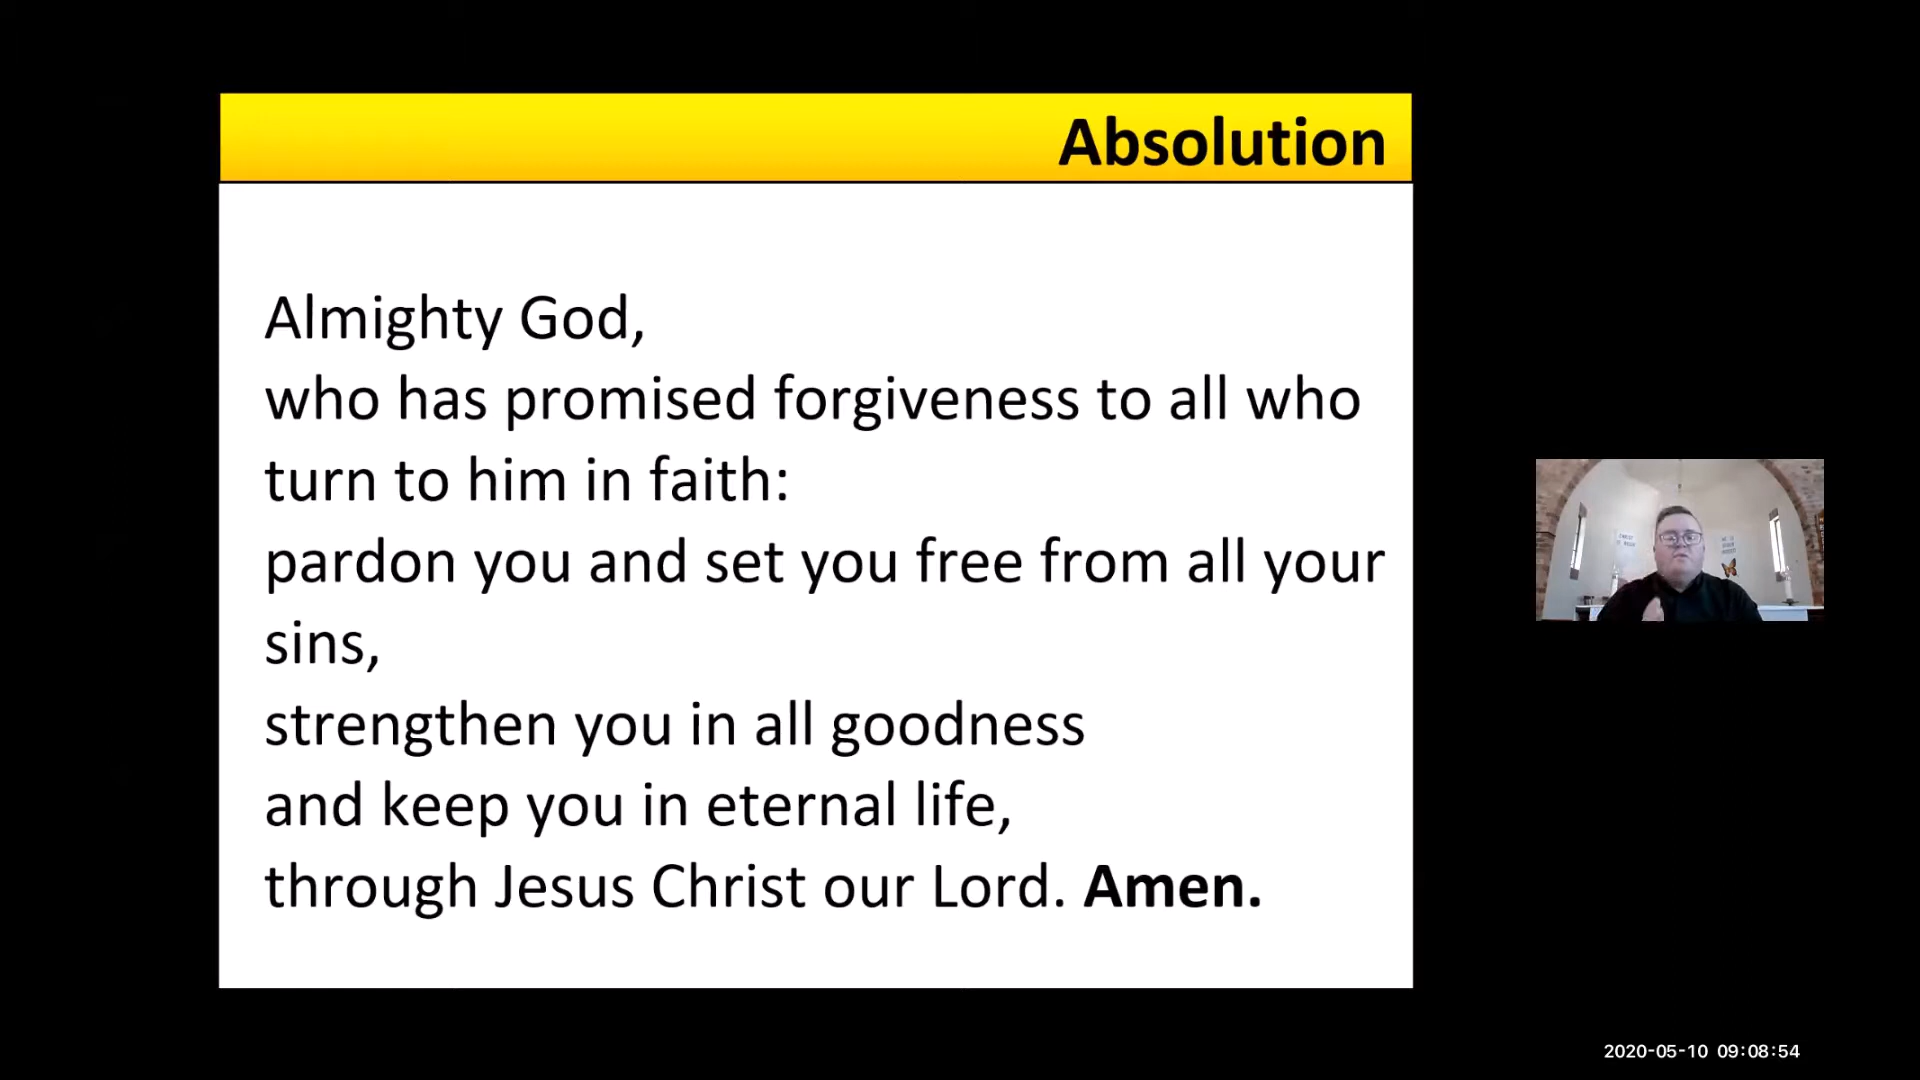 Absolution
Almighty God,
who has promised forgiveness to all who
turn to him in faith:
pardon you and set you free from all your
sins,
strengthen you in all goodness
and keep you in eternal life,
through Jesus Christ our Lord. Amen.
2020-05-10 09:08:54